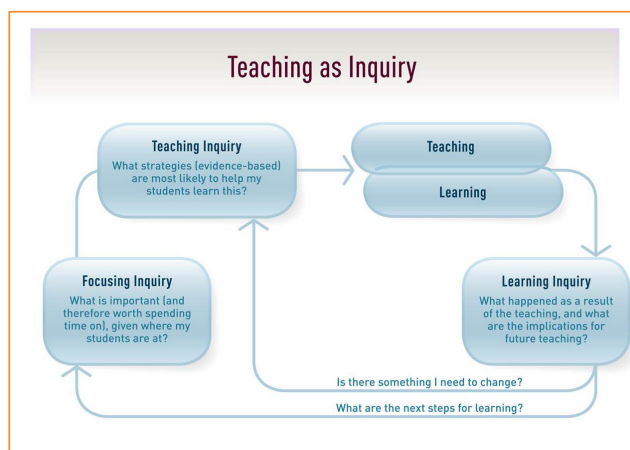 Teaching as Inquiry
Teaching Inquiry
What strategies (evidence-based)
are most likely to help my
students learn this?
Teaching
Learning
Focusing Inquiry
What is important (and
therefore worth spending
time on), given where my
students are at?
Learning Inquiry
What happened as a result
of the teaching, and what
are the implications for
future teaching?
Is there something I need to change?
What are the next steps for learning?